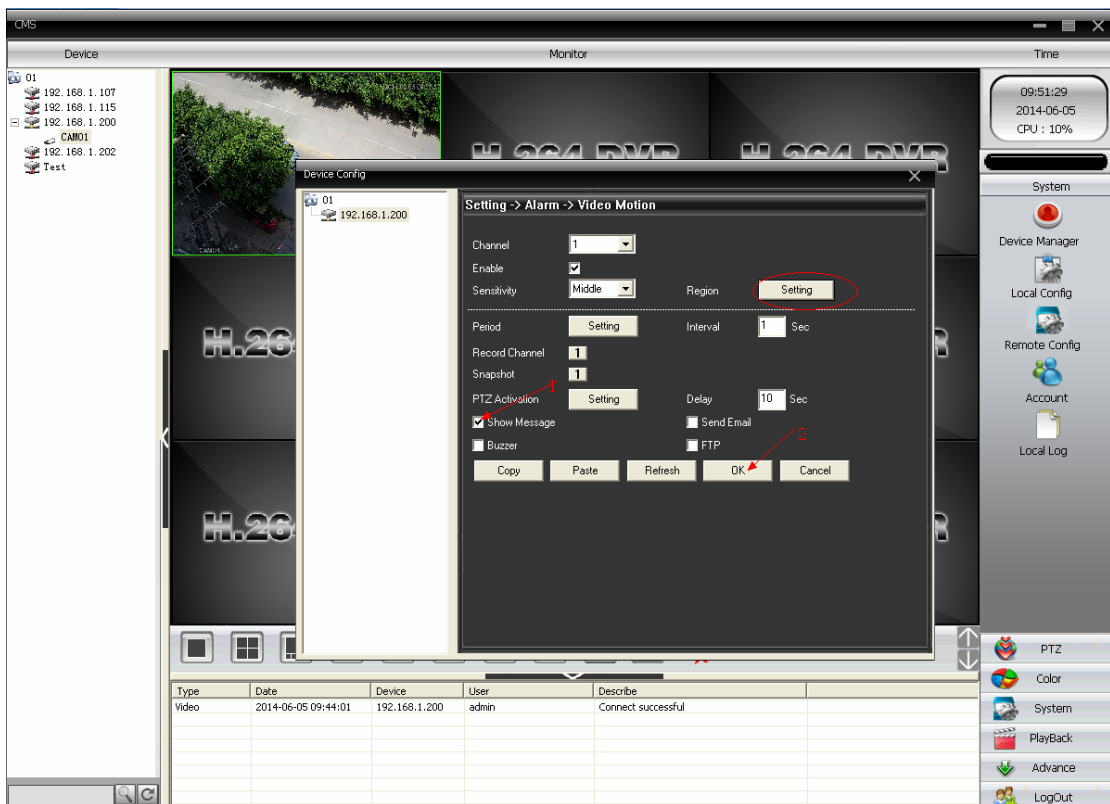 CMS
Device Monitor Time
01
192.168.1.107
192.168.1.115
192.168.1.200
CAM01
192.168.1.202
Test
CAM01
H.264 DVR H.264 DVR
09:51:29
2014-06-05
CPU : 10%
Device Config
01
192.168.1.200
Setting -> Alarm -> Video Motion
Channel 1
Enable
Sensitivity Middle Region Setting
Period Setting Interval 1 Sec
Record Channel 1
Snapshot 1
1
PTZ Activation Setting Delay 10 Sec
Show Message Send Email
2
Buzzer FTP
Copy Paste Refresh OK Cancel
H.264
R
H.264
R
System
Device Manager
Local Config
Remote Config
Account
Local Log
PTZ
Color
System
PlayBack
Advance
LogOut
Type Date Device User Describe
Video 2014-06-05 09:44:01 192.168.1.200 admin Connect successful